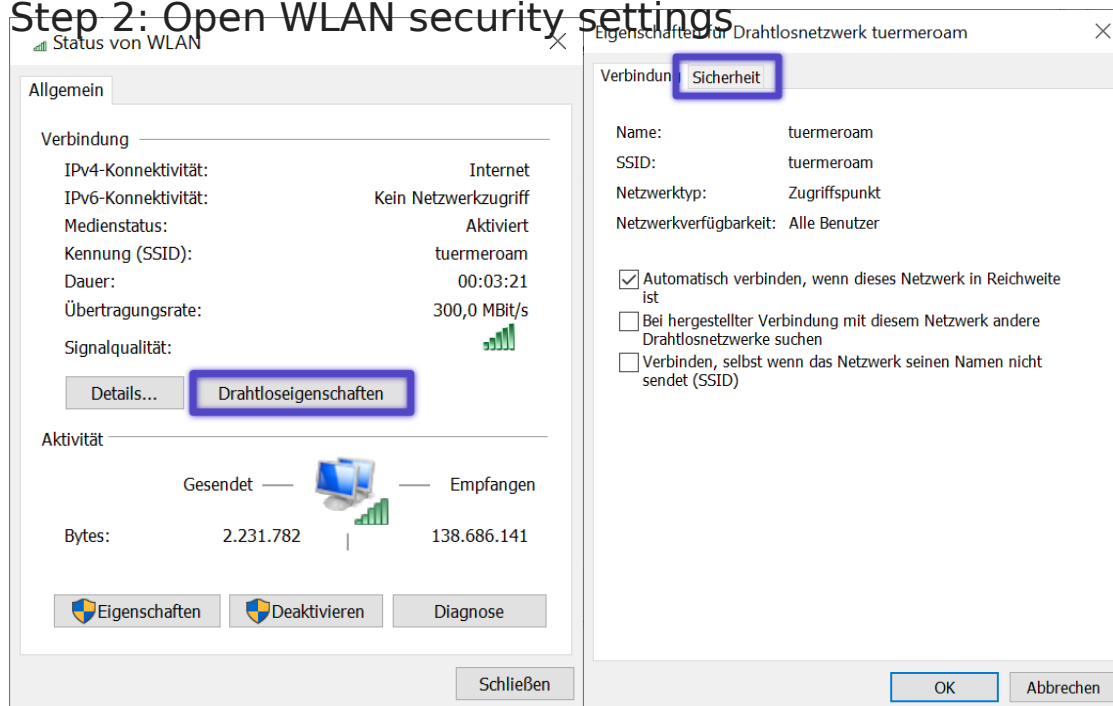 Step 2: Open WLAN security settings
Status von WLAN
Allgemein
Verbindung
IPv4-Konnektivität: Internet
IPv6-Konnektivität: Kein Netzwerkzugriff
Medienstatus: Aktiviert
Kennung (SSID): tuermeroam
Dauer: 00:03:21
Übertragungsrate: 300,0 MBit/s
Signalqualität:
Details... Drahtloseigenschaften
Aktivität
Gesendet Empfangen
Bytes: 2.231.782 138.686.141
Eigenschaften Deaktivieren Diagnose
Schließen
Eigenschaften für Drahtlosnetzwerk tuermeroam
Verbindung Sicherheit
Name: tuermeroam
SSID: tuermeroam
Netzwerktyp: Zugriffspunkt
Netzwerkverfügbarkeit: Alle Benutzer
Automatisch verbinden, wenn dieses Netzwerk in Reichweite
ist
Bei hergestellter Verbindung mit diesem Netzwerk andere
Drahtlosnetzwerke suchen
Verbinden, selbst wenn das Netzwerk seinen Namen nicht
sendet (SSID)
OK Abbrechen